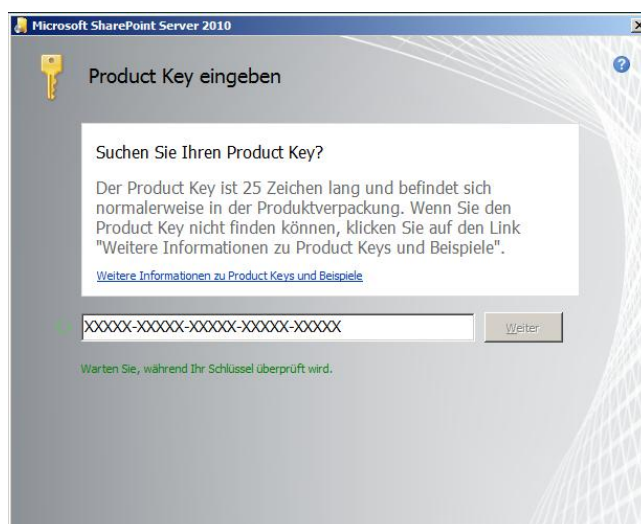 Microsoft SharePoint Server 2010
Product Key eingeben
Suchen Sie Ihren Product Key?
Der Product Key ist 25 Zeichen lang und befindet sich
normalerweise in der Produktverpackung. Wenn Sie den
Product Key nicht finden können, klicken Sie auf den Link
"Weitere Informationen zu Product Keys und Beispiele".
Weitere Informationen zu Product Keys und Beispiele
XXXXX-XXXXX-XXXXX-XXXXX-XXXXX
Weiter
Warten Sie, während Ihr Schlüssel überprüft wird.